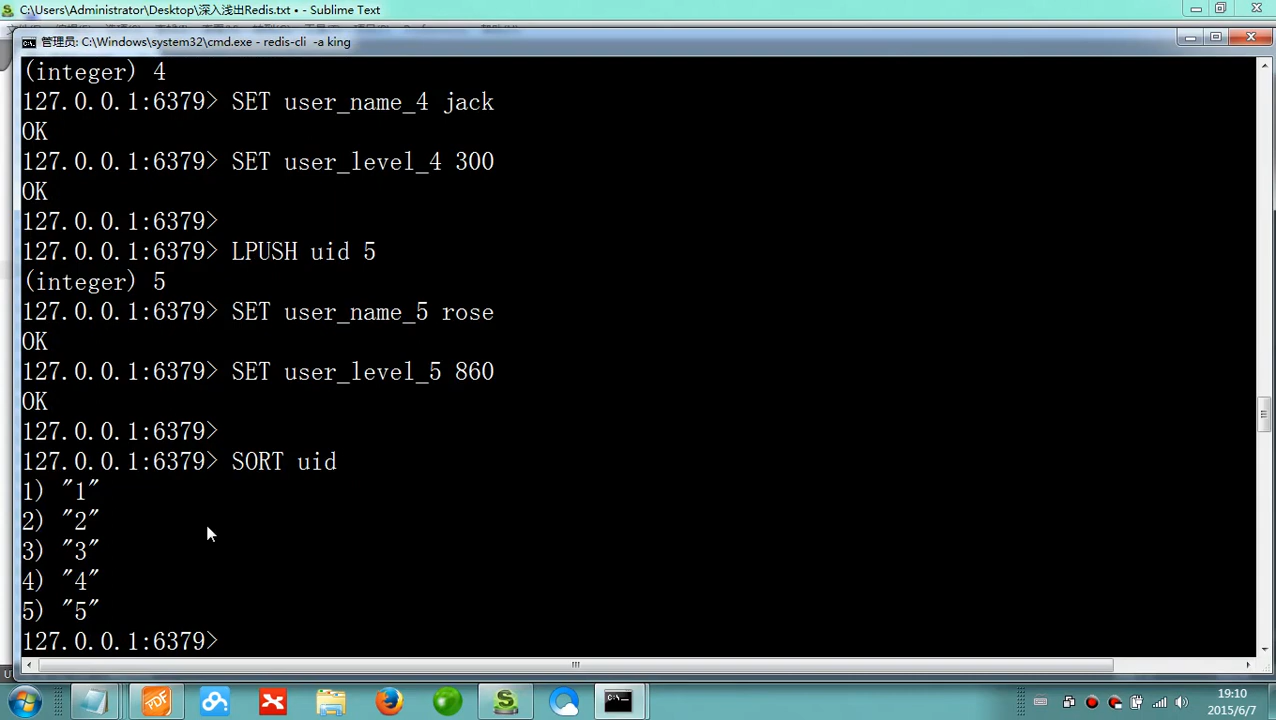 C:\Users\Administrator\Desktop\深入浅出Redis.txt • - Sublime Text
管理员: C:\Windows\system32\cmd.exe - redis-cli -a king
(integer) 4
127.0.0.1:6379> SET user_name_4 jack
OK
127.0.0.1:6379> SET user_level_4 300
OK
127.0.0.1:6379>
127.0.0.1:6379> LPUSH uid 5
(integer) 5
127.0.0.1:6379> SET user_name_5 rose
OK
127.0.0.1:6379> SET user_level_5 860
OK
127.0.0.1:6379>
127.0.0.1:6379> SORT uid
1) "1"
2) "2"
3) "3"
4) "4"
5) "5"
127.0.0.1:6379>
PDF
19:10
2015/6/7